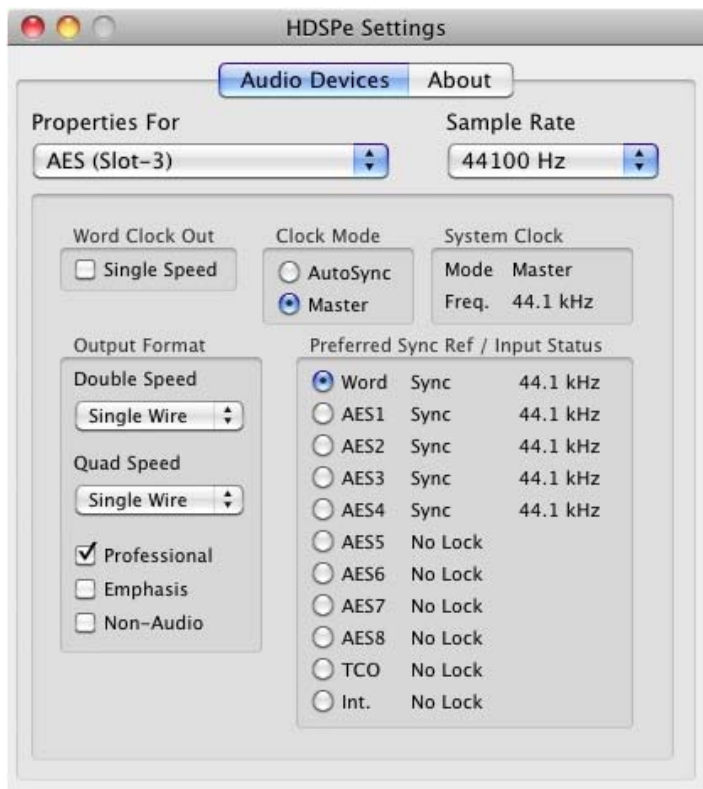 HDSPe Settings
Audio Devices About
Properties For Sample Rate
AES (Slot-3) 44100 Hz
Word Clock Out Clock Mode System Clock
Single Speed AutoSync Mode Master
Master Freq. 44.1 kHz
Output Format Preferred Sync Ref / Input Status
Double Speed Word Sync 44.1 kHz
Single Wire AES1 Sync 44.1 kHz
AES2 Sync 44.1 kHz
Quad Speed AES3 Sync 44.1 kHz
Single Wire AES4 Sync 44.1 kHz
AES5 No Lock
Professional
Emphasis AES6 No Lock
Non-Audio AES7 No Lock
AES8 No Lock
TCO No Lock
Int. No Lock